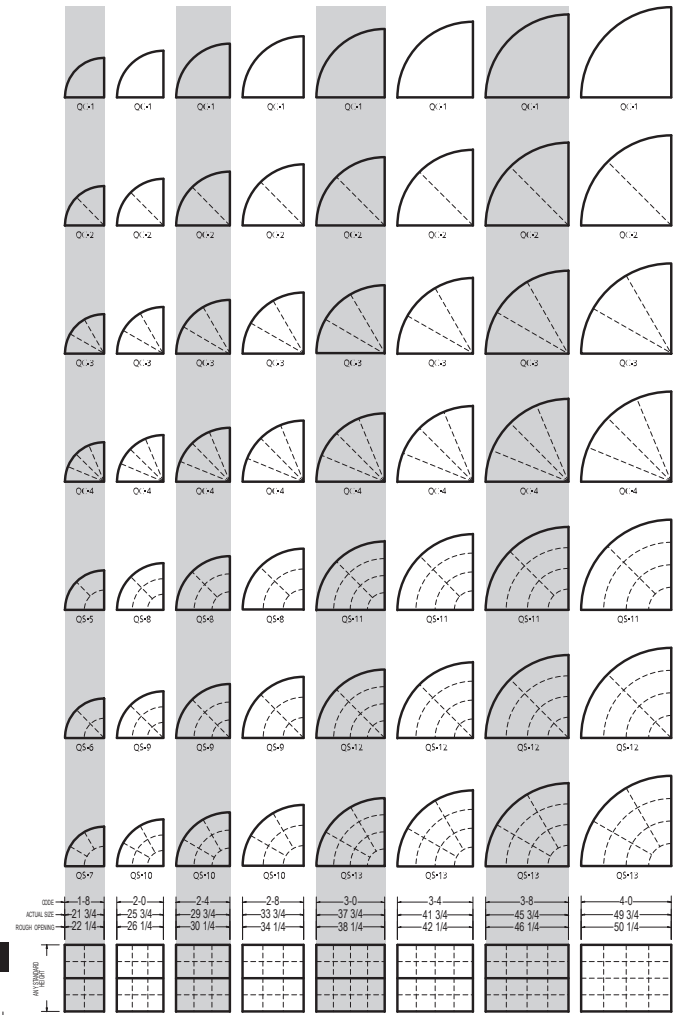 QC-1 QC-1 QC-1 QC-1 QC-1 QC-1 QC-1 QC-1
QC-2 QC-2 QC-2 QC-2 QC-2 QC-2 QC-2 QC-2
QC-3 QC-3 QC-3 QC-3 QC-3 QC-3 QC-3 QC-3
QC-4 QC-4 QC-4 QC-4 QC-4 QC-4 QC-4 QC-4
QS-5 QS-8 QS-8 QS-8 QS-11 QS-11 QS-11 QS-11
QS-6 QS-9 QS-9 QS-9 QS-12 QS-12 QS-12 QS-12
QS-7 QS-10 QS-10 QS-10 QS-13 QS-13 QS-13 QS-13
CODE 1-8 2-0 2-4 2-8 3-0 3-4 3-8 4-0
ACTUAL SIZE 21 3/4 25 3/4 29 3/4 33 3/4 37 3/4 41 3/4 45 3/4 49 3/4
ROUGH OPENING 22 1/4 26 1/4 30 1/4 34 1/4 38 1/4 42 1/4 46 1/4 50 1/4
ANY STANDARD
HEIGHT